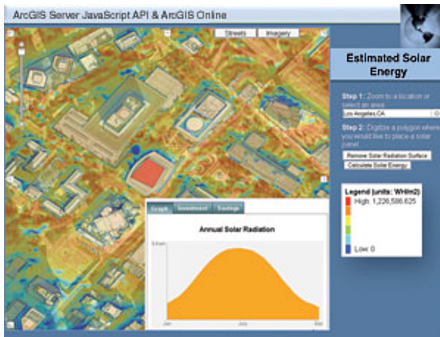 ArcGIS Server JavaScript API & ArcGIS Online
Streets
Imagery
Estimated Solar
Energy
Step 1: Zoom to a location or
select an area
Los Angeles,CA
Step 2: Digitize a polygon where
you would like to place a solar
panel
Remove Solar Radiation Surface
Calculate Solar Energy
Legend (units: WH/m2)
High: 1,226,586.625
Low: 0
Graph
Investment
Savings
Annual Solar Radiation
Jan
July